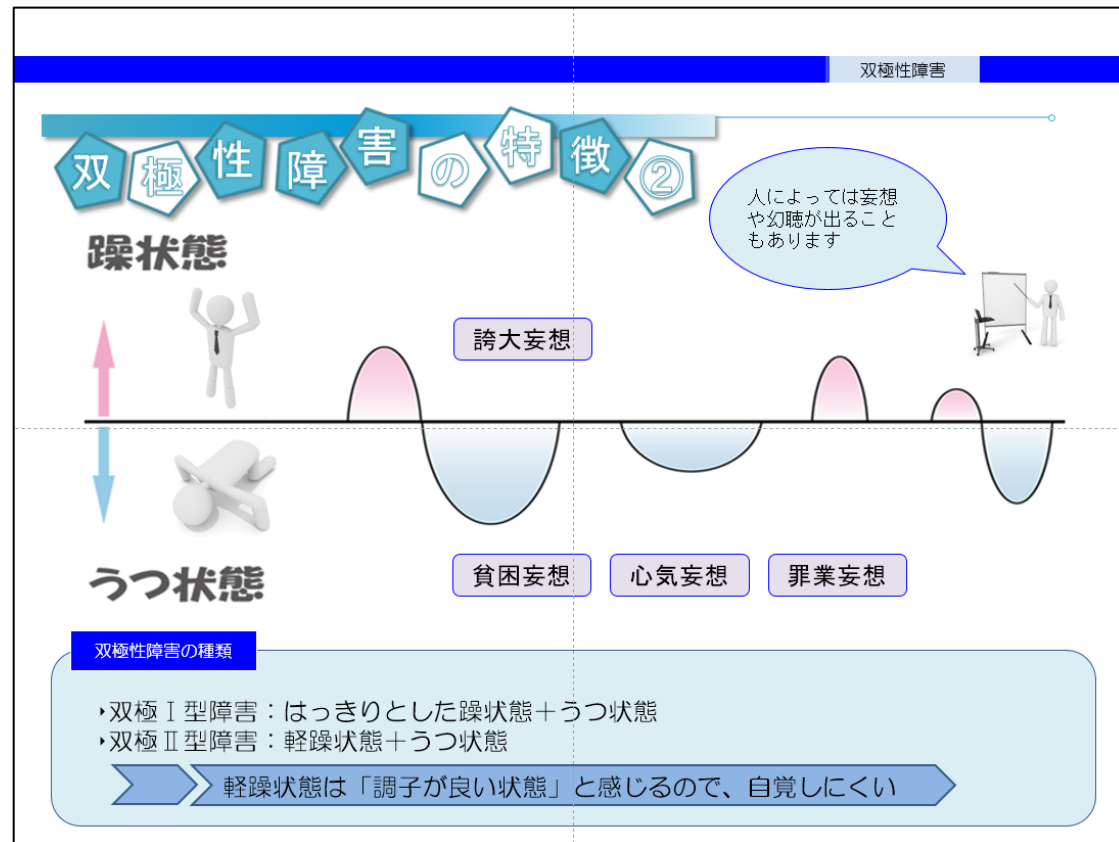 双極性障害
双極性障害の特徴②
人によっては妄想
や幻聴が出ること
もあります
躁状態
誇大妄想
うつ状態
貧困妄想
心気妄想
罪業妄想
双極性障害の種類
‣双極Ⅰ型障害：はっきりとした躁状態＋うつ状態
‣双極Ⅱ型障害：軽躁状態＋うつ状態
軽躁状態は「調子が良い状態」と感じるので、自覚しにくい